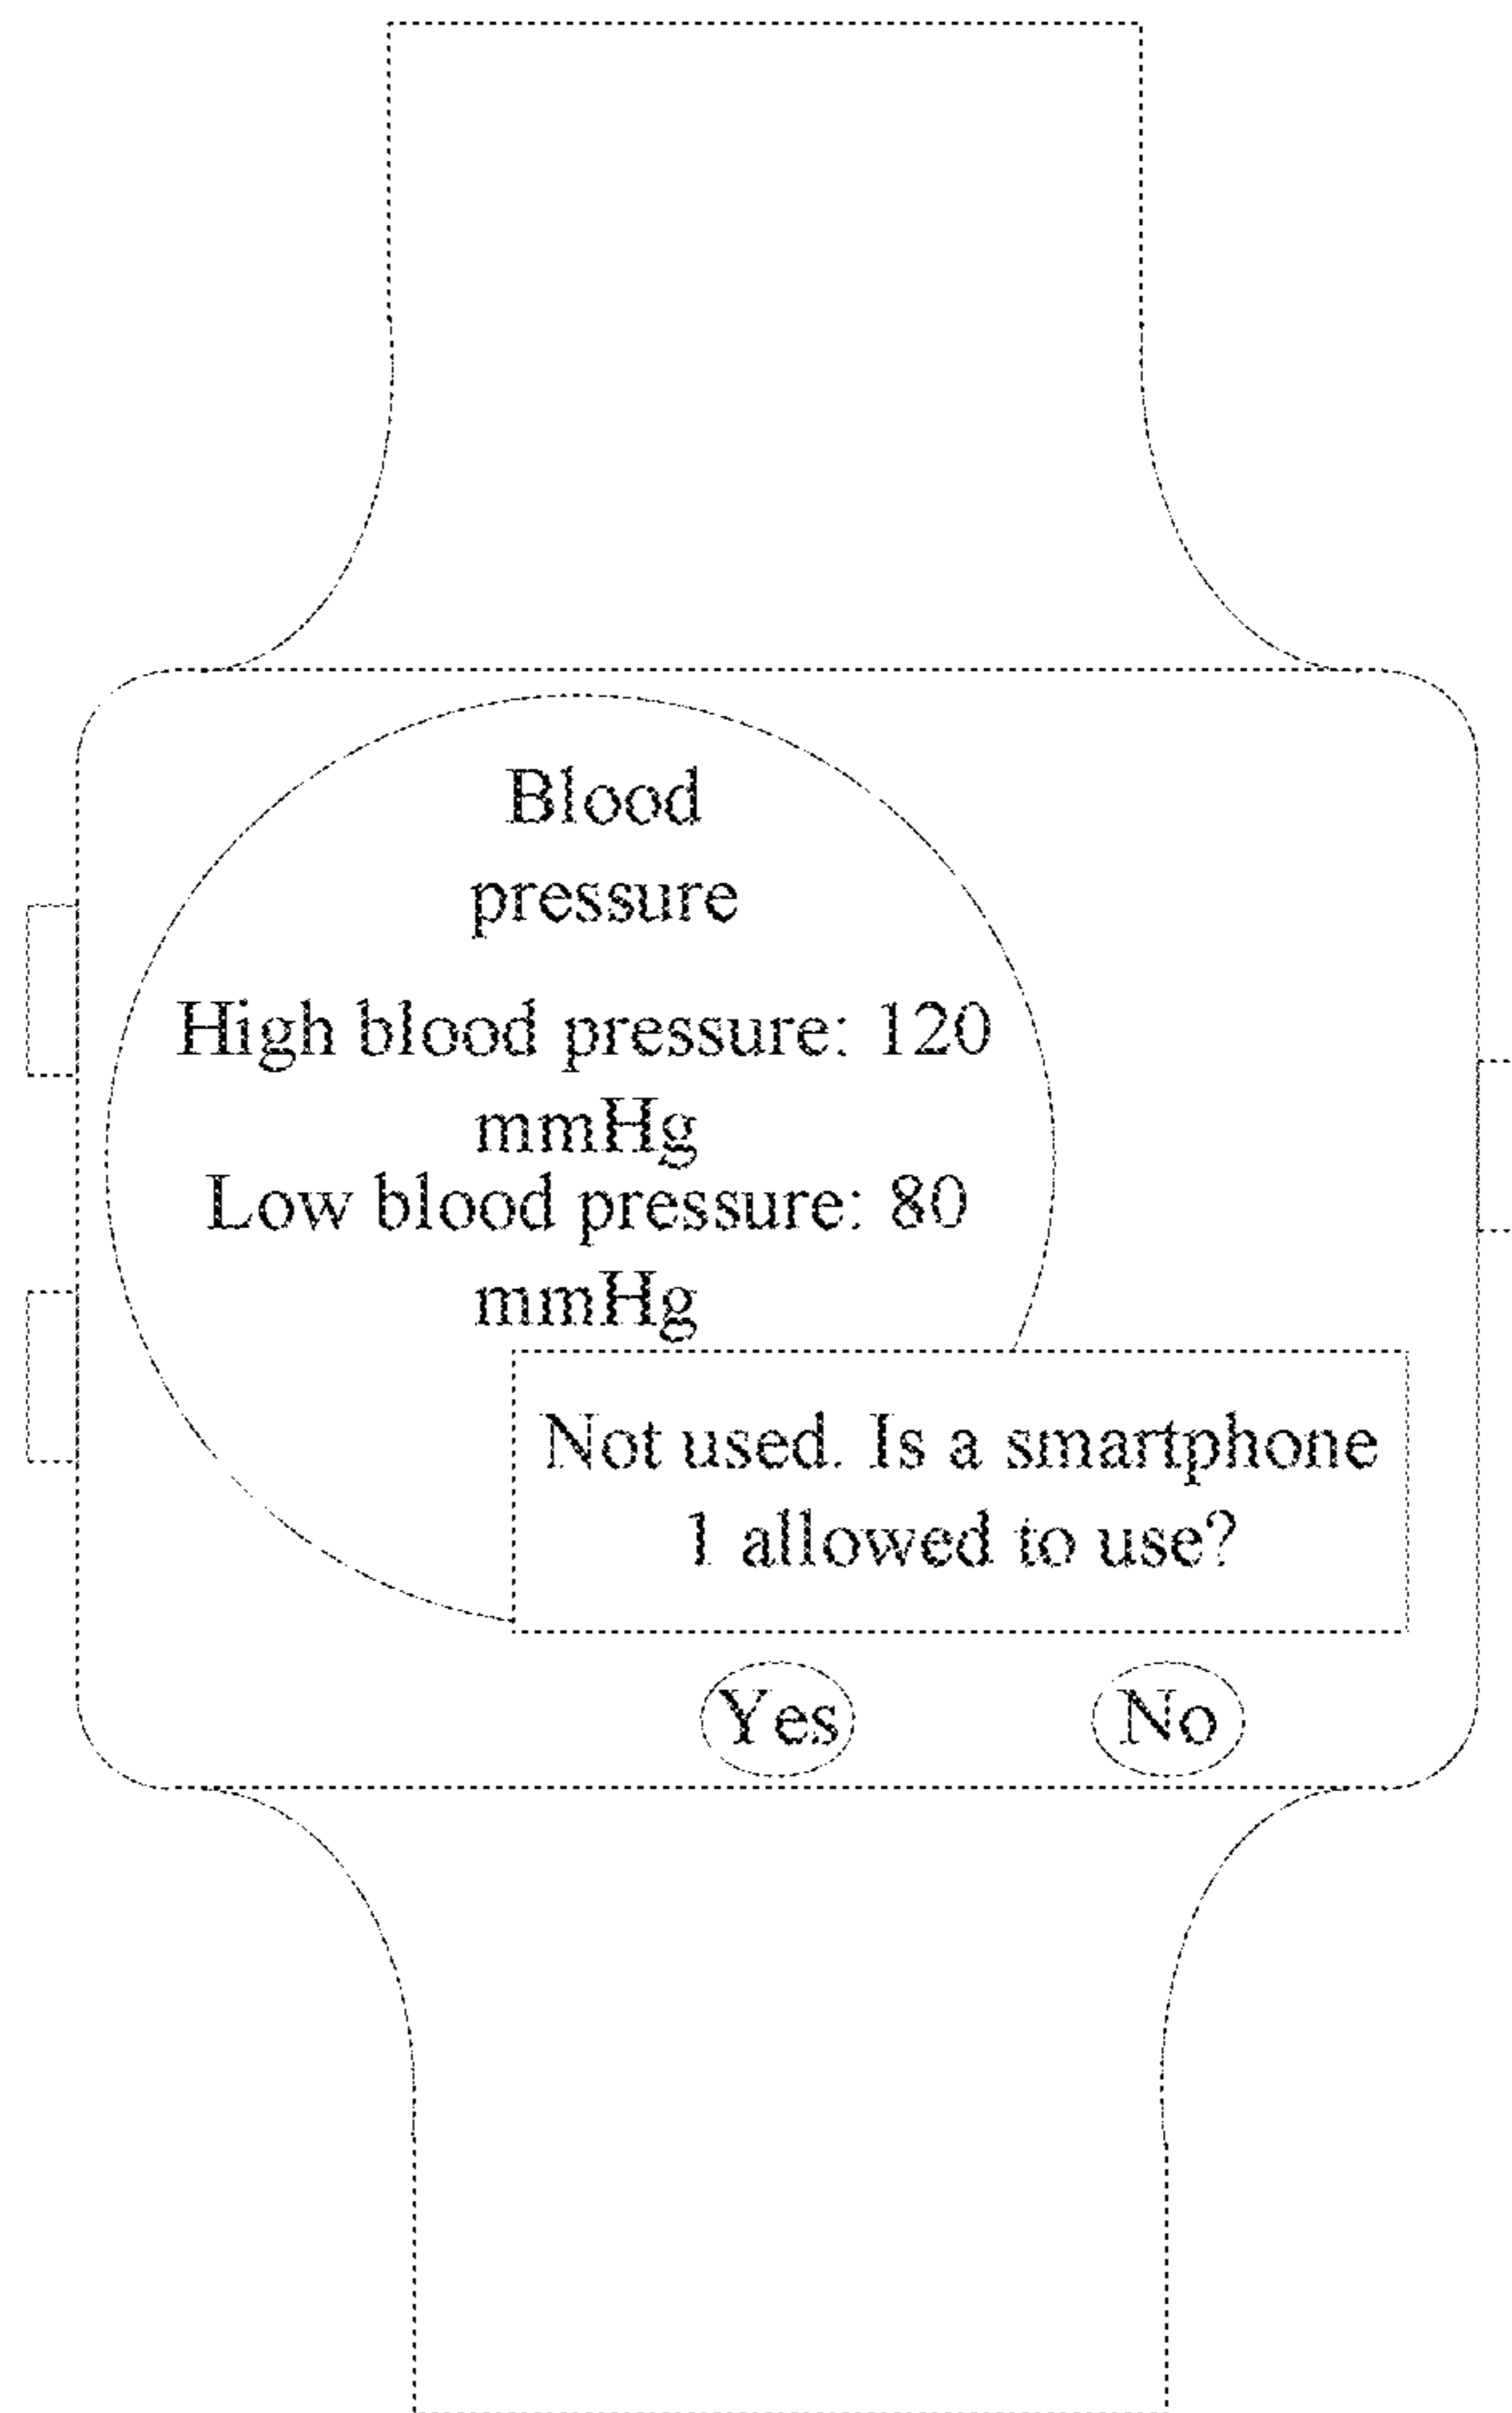 Blood
pressure
High blood pressure: 120
mmHg
Low blood pressure: 80
mmHg
Not used. Is a smartphone
1 allowed to use?
Yes No